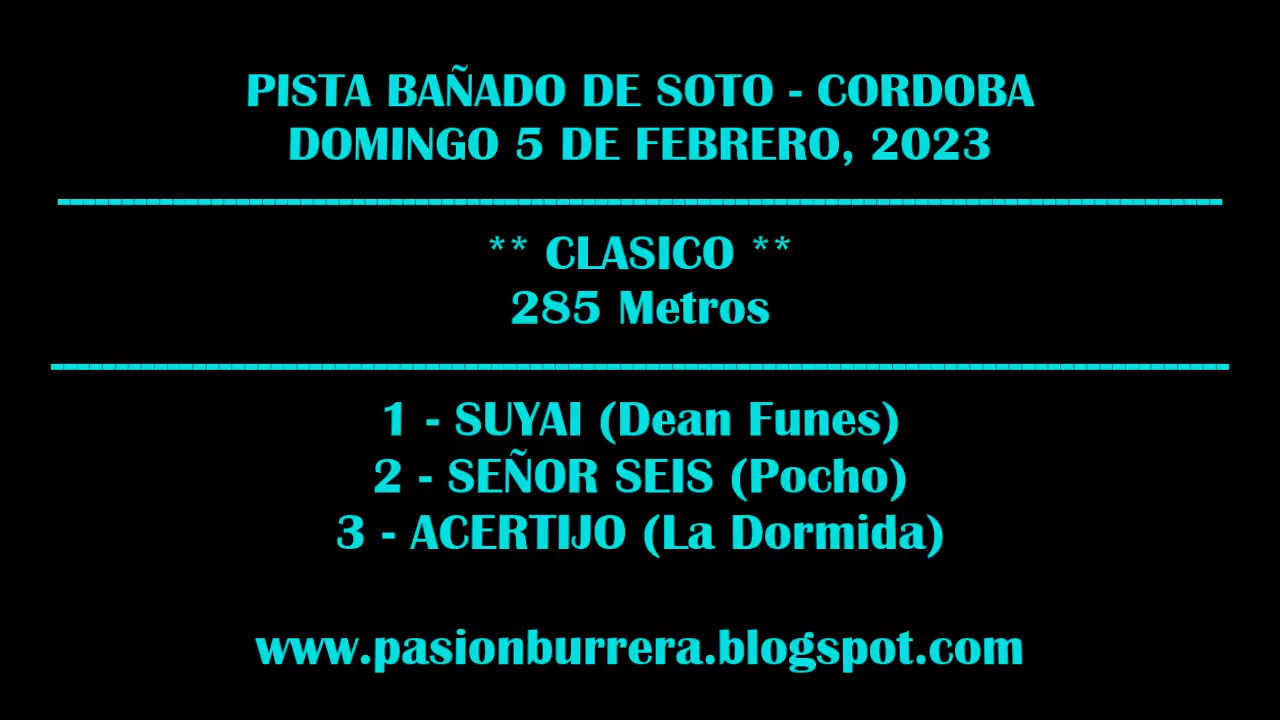 PISTA BAÑADO DE SOTO - CORDOBA
DOMINGO 5 DE FEBRERO, 2023
** CLASICO **
285 Metros
1 - SUYAI (Dean Funes)
2 - SEÑOR SEIS (Pocho)
3 - ACERTIJO (La Dormida)
www.pasionburrera.blogspot.com